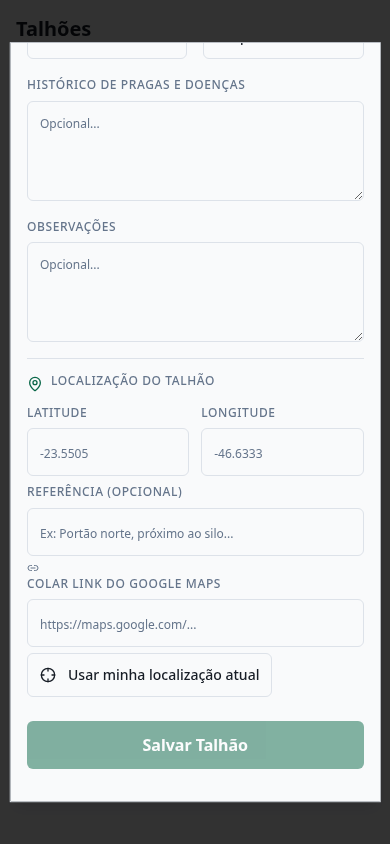 Talhões
HISTÓRICO DE PRAGAS E DOENÇAS
Opcional...
OBSERVAÇÕES
Opcional...
LOCALIZAÇÃO DO TALHÃO
LATITUDE LONGITUDE
-23.5505 -46.6333
REFERÊNCIA (OPCIONAL)
Ex: Portão norte, próximo ao silo...
COLAR LINK DO GOOGLE MAPS
https://maps.google.com/...
Usar minha localização atual
Salvar Talhão